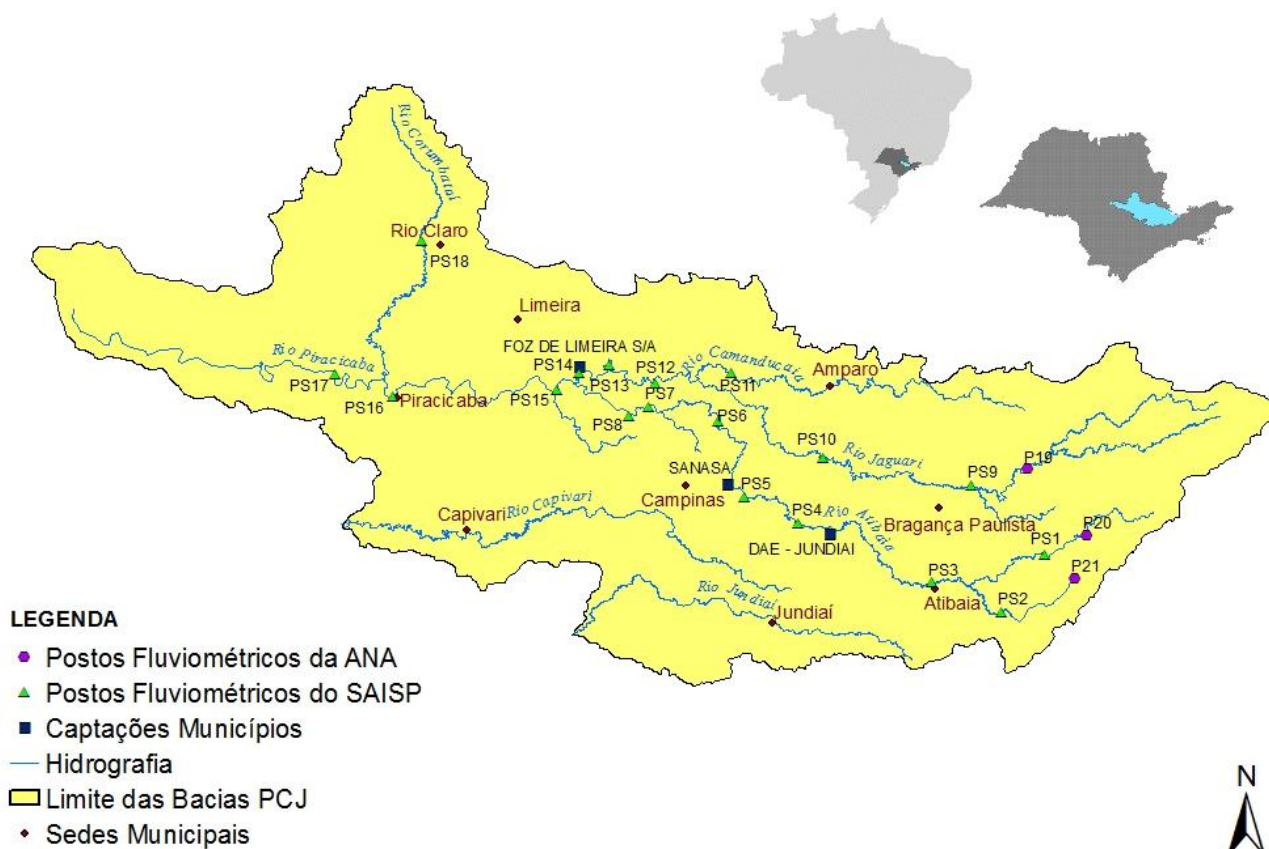 Rio Corumbataí
Rio Claro
PS18
Limeira
FOZ DE LIMEIRA S/A
Rio Piracicaba
PS17
PS16
Piracicaba
PS14
PS13
PS15
PS12
PS7
PS8
Rio Camanducaia
PS11
Amparo
PS6
PS10
Rio Jaguari
PS9
P19
SANASA
Campinas
PS5
PS4
Rio Atibaia
DAE - JUNDIAI
Bragança Paulista
PS1
P20
P21
PS3
Atibaia
PS2
Capivari
Rio Capivari
Rio Jundiaí
Jundiaí
LEGENDA
Postos Fluviométricos da ANA
Postos Fluviométricos do SAISP
Captações Municípios
Hidrografia
Limite das Bacias PCJ
Sedes Municipais
N